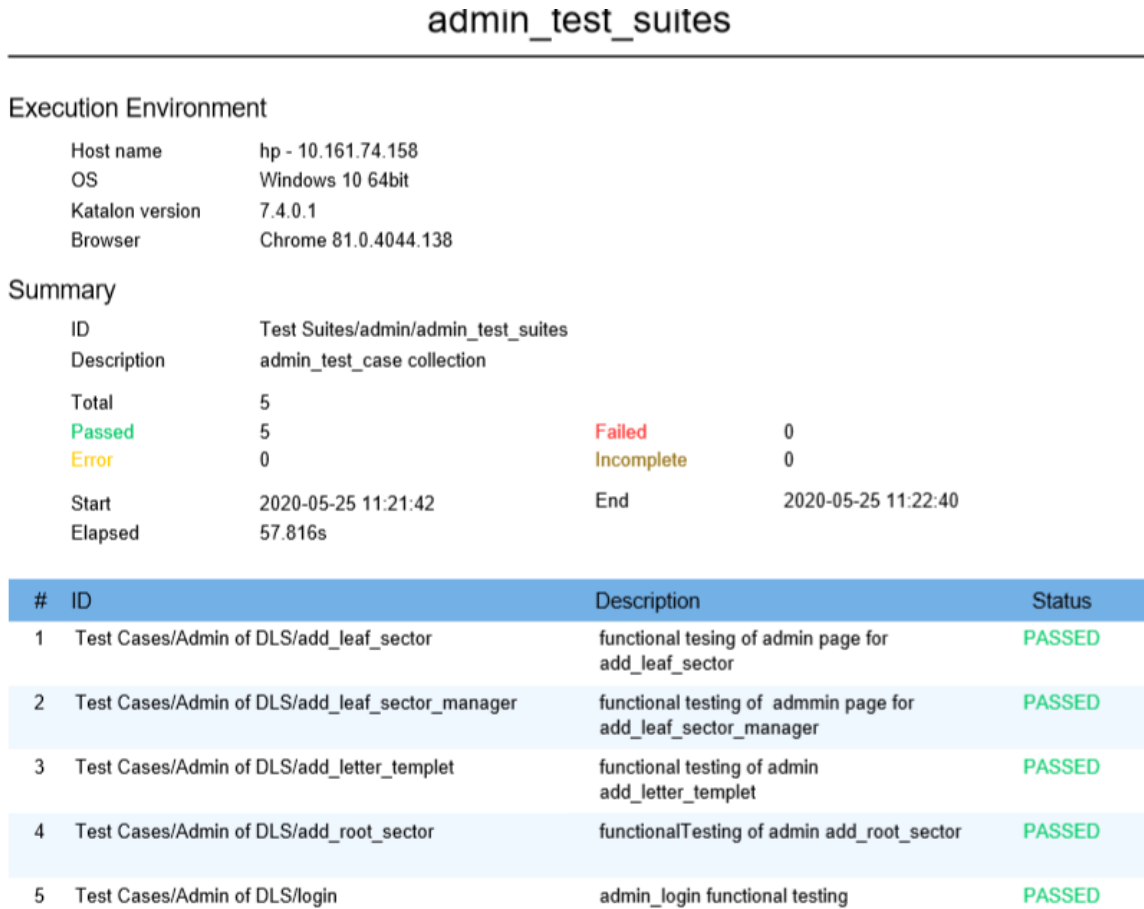 admin_test_suites
Execution Environment
Host name hp - 10.161.74.158
OS Windows 10 64bit
Katalon version 7.4.0.1
Browser Chrome 81.0.4044.138
Summary
ID Test Suites/admin/admin_test_suites
Description admin_test_case collection
Total 5
Passed 5 Failed 0
Error 0 Incomplete 0
Start 2020-05-25 11:21:42 End 2020-05-25 11:22:40
Elapsed 57.816s
# ID Description Status
1 Test Cases/Admin of DLS/add_leaf_sector functional tesing of admin page for PASSED
add_leaf_sector
2 Test Cases/Admin of DLS/add_leaf_sector_manager functional testing of admmin page for PASSED
add_leaf_sector_manager
3 Test Cases/Admin of DLS/add_letter_templet functional testing of admin PASSED
add_letter_templet
4 Test Cases/Admin of DLS/add_root_sector functionalTesting of admin add_root_sector PASSED
5 Test Cases/Admin of DLS/login admin_login functional testing PASSED